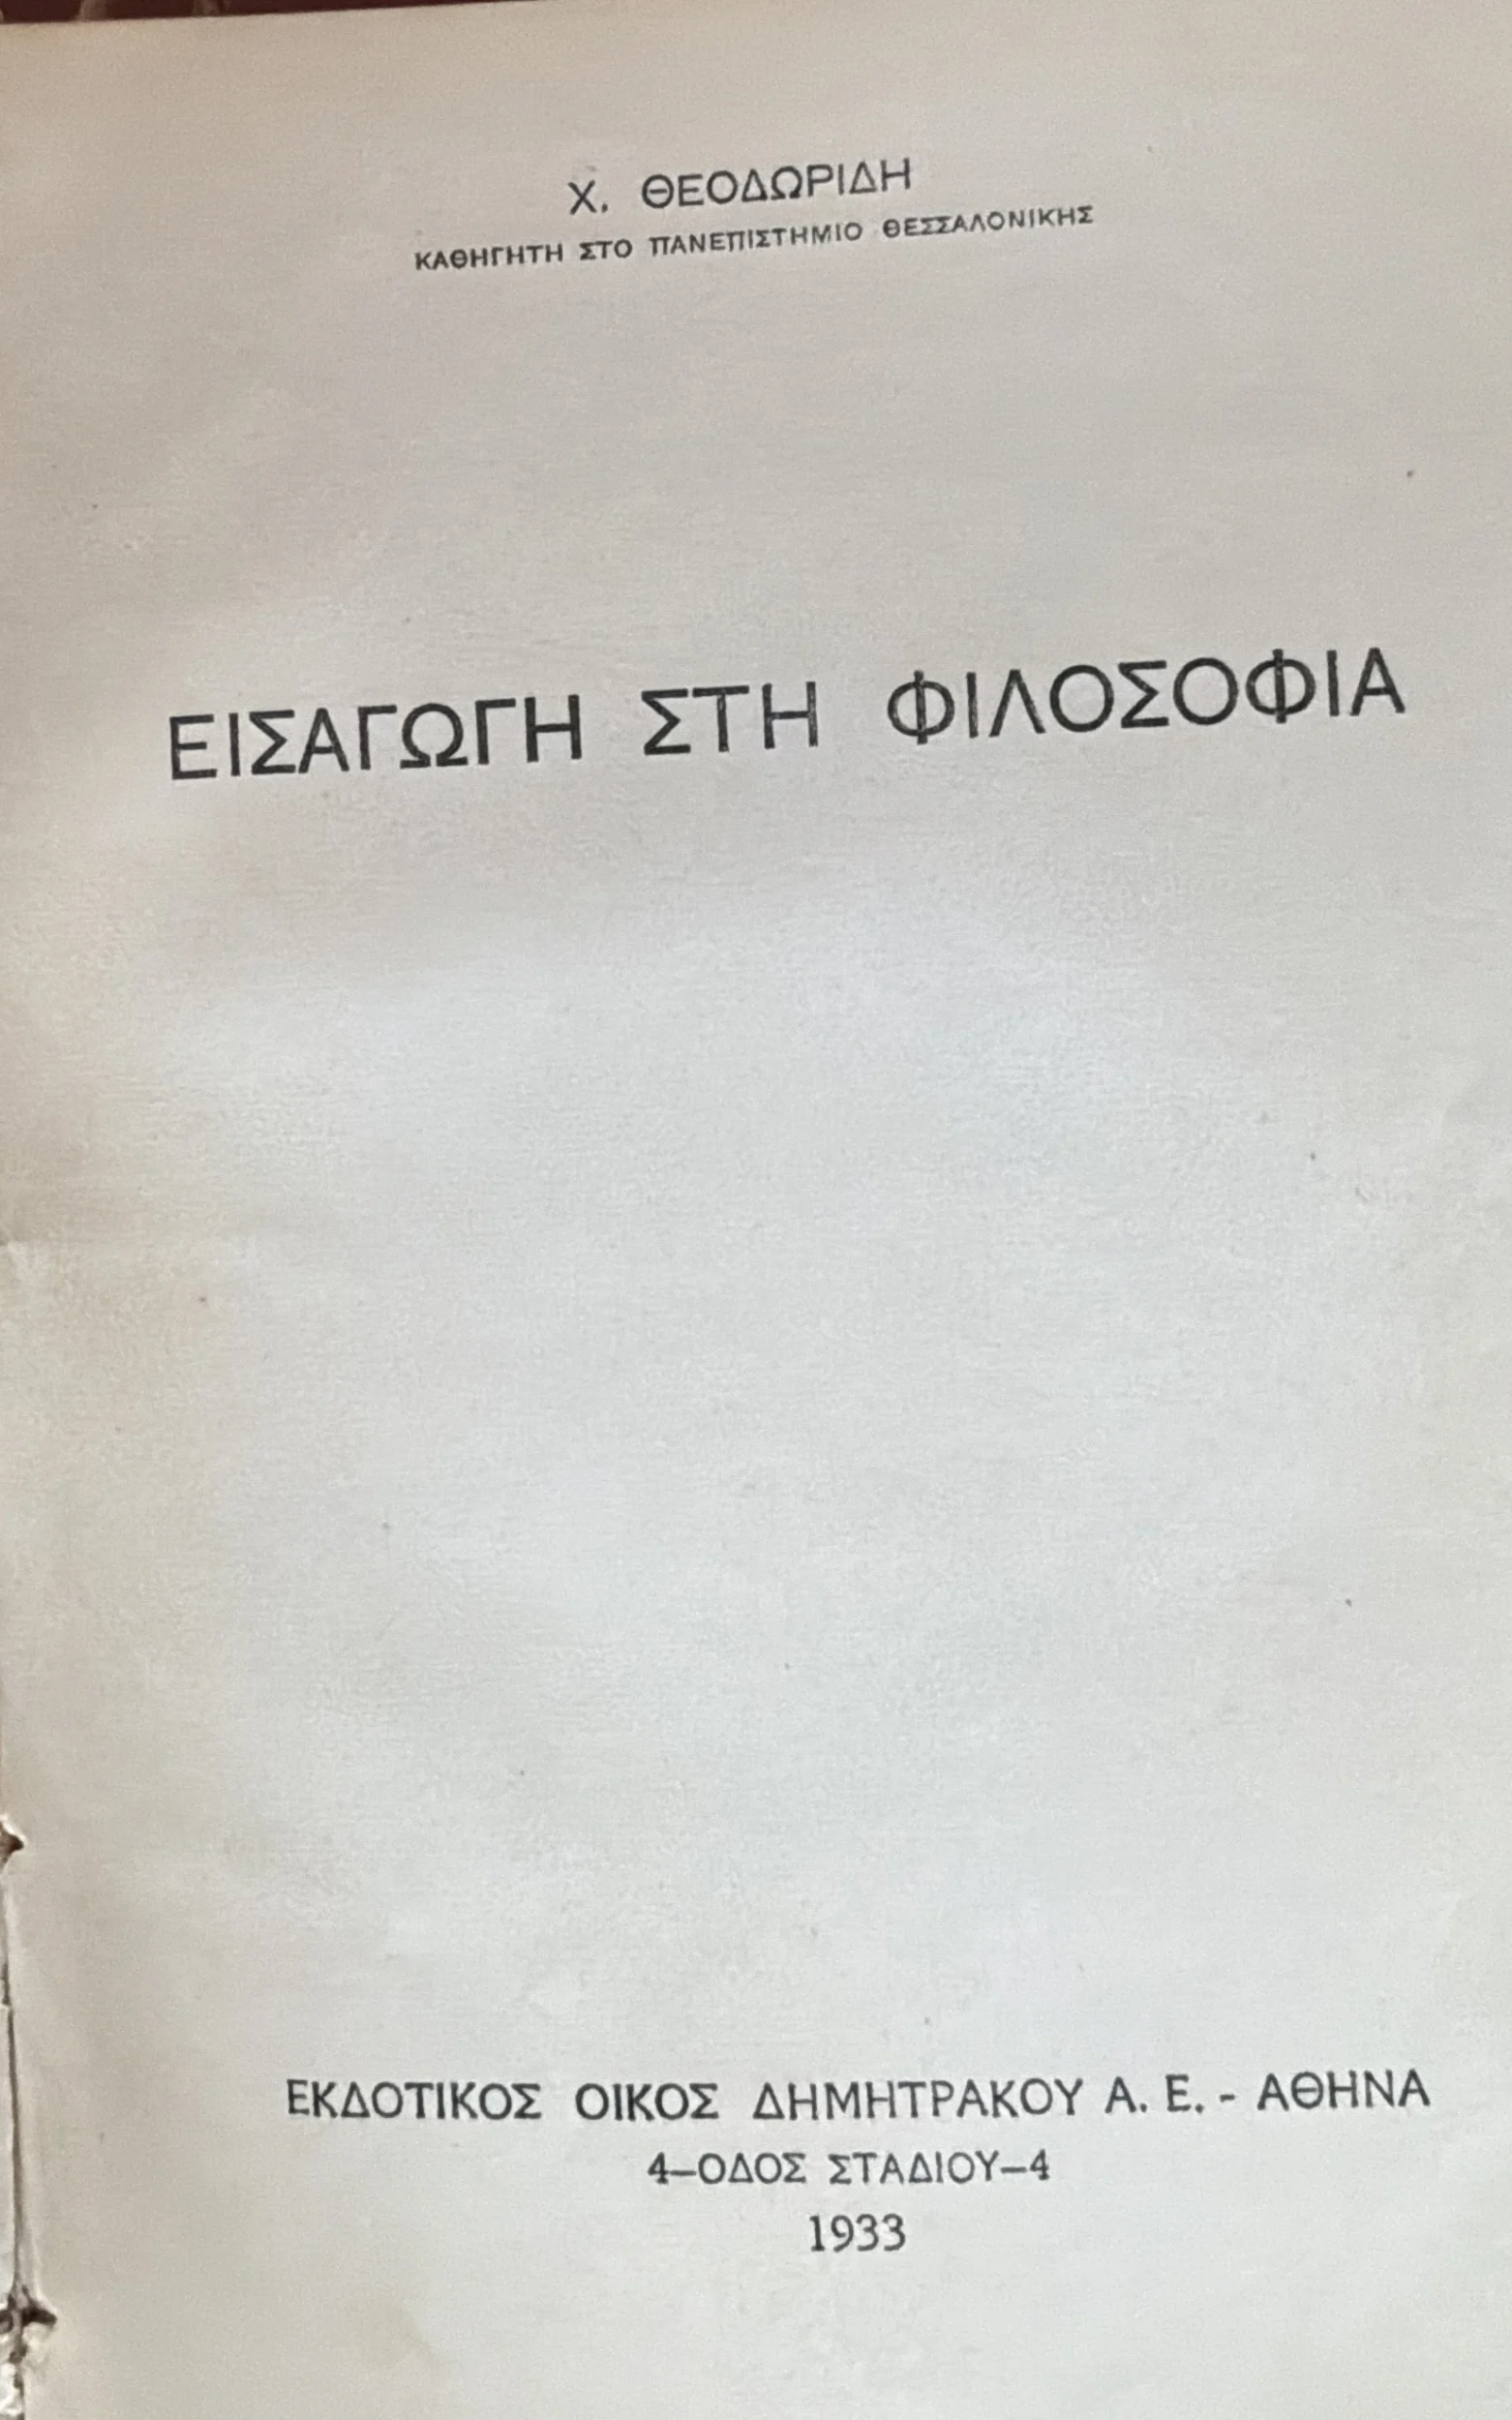 Χ. ΘΕΟΔΩΡΙΔΗ
ΚΑΘΗΓΗΤΗ ΣΤΟ ΠΑΝΕΠΙΣΤΗΜΙΟ ΘΕΣΣΑΛΟΝΙΚΗΣ
ΕΙΣΑΓΩΓΗ ΣΤΗ ΦΙΛΟΣΟΦΙΑ
ΕΚΔΟΤΙΚΟΣ ΟΙΚΟΣ ΔΗΜΗΤΡΑΚΟΥ Α. Ε. - ΑΘΗΝΑ
4–ΟΔΟΣ ΣΤΑΔΙΟΥ–4
1933